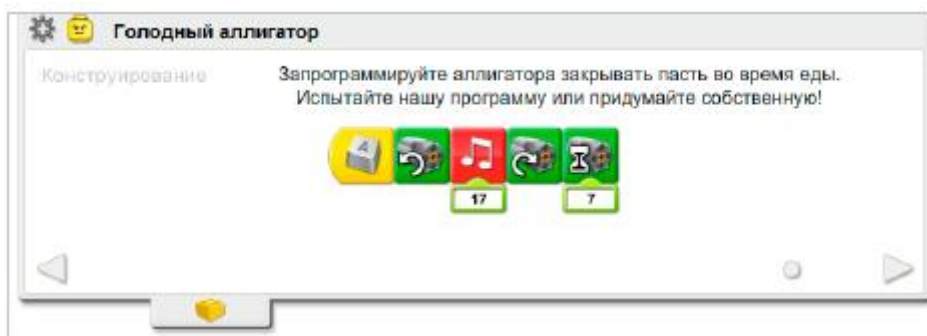 Голодный аллигатор
Конструирование
Запрограммируйте аллигатора закрывать пасть во время еды.
Испытайте нашу программу или придумайте собственную!
A
17
7